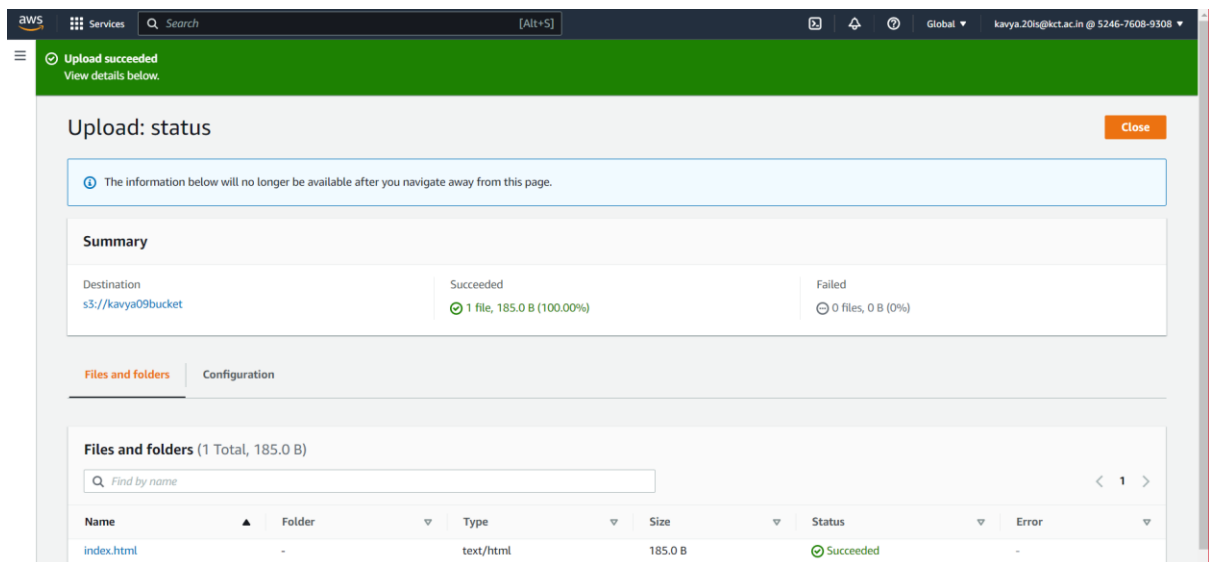 aws Services Search [Alt+S] Global kavya.20is@kct.ac.in @ 5246-7608-9308
Upload succeeded
View details below.
Upload: status Close
The information below will no longer be available after you navigate away from this page.
Summary
Destination Succeeded Failed
s3://kavya09bucket 1 file, 185.0 B (100.00%) 0 files, 0 B (0%)
Files and folders Configuration
Files and folders (1 Total, 185.0 B)
Find by name 1
Name Folder Type Size Status Error
index.html - text/html 185.0 B Succeeded -